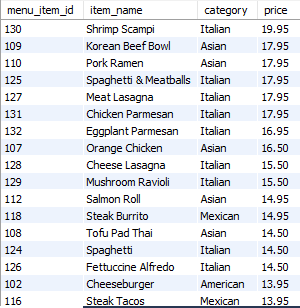 menu_item_id item_name category price
130 Shrimp Scampi Italian 19.95
109 Korean Beef Bowl Asian 17.95
110 Pork Ramen Asian 17.95
125 Spaghetti & Meatballs Italian 17.95
127 Meat Lasagna Italian 17.95
131 Chicken Parmesan Italian 17.95
132 Eggplant Parmesan Italian 16.95
107 Orange Chicken Asian 16.50
128 Cheese Lasagna Italian 15.50
129 Mushroom Ravioli Italian 15.50
112 Salmon Roll Asian 14.95
118 Steak Burrito Mexican 14.95
108 Tofu Pad Thai Asian 14.50
124 Spaghetti Italian 14.50
126 Fettuccine Alfredo Italian 14.50
102 Cheeseburger American 13.95
116 Steak Tacos Mexican 13.95